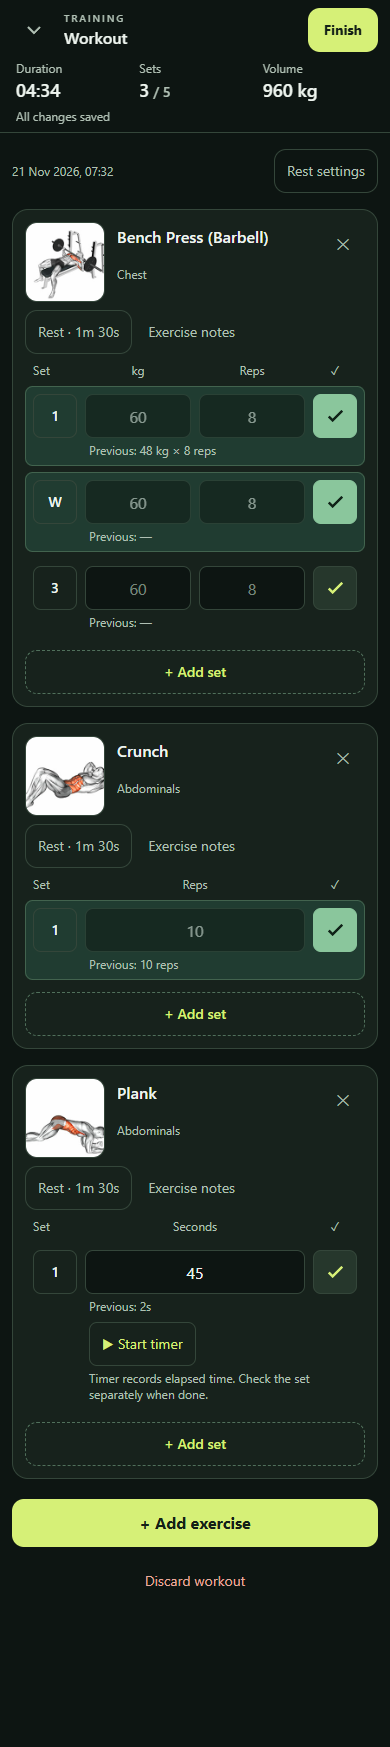 TRAINING
Workout
Finish
Duration Sets Volume
04:34 3 / 5 960 kg
All changes saved
21 Nov 2026, 07:32 Rest settings
Bench Press (Barbell)
Chest
Rest · 1m 30s Exercise notes
Set kg Reps ✓
1 60 8 ✓
Previous: 48 kg × 8 reps
W 60 8 ✓
Previous: —
3 60 8 ✓
Previous: —
+ Add set
Crunch
Abdominals
Rest · 1m 30s Exercise notes
Set Reps ✓
1 10 ✓
Previous: 10 reps
+ Add set
Plank
Abdominals
Rest · 1m 30s Exercise notes
Set Seconds ✓
1 45 ✓
Previous: 2s
▶ Start timer
Timer records elapsed time. Check the set
separately when done.
+ Add set
+ Add exercise
Discard workout